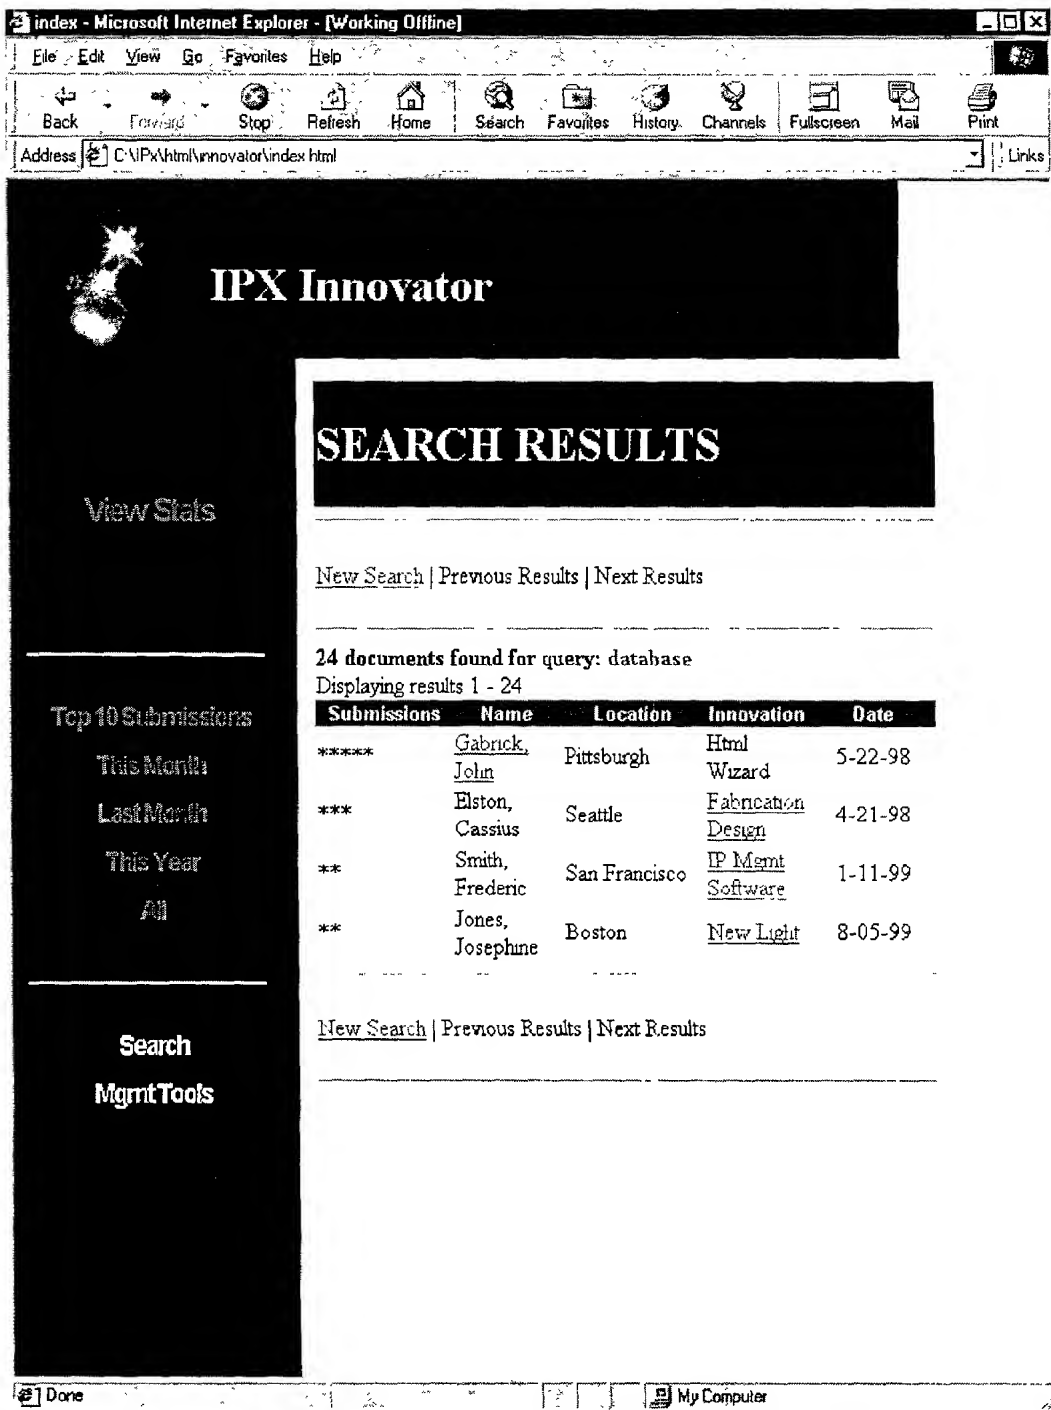 index - Microsoft Internet Explorer - [Working Offline]
File Edit View Go Favorites Help
Back Forward Stop Refresh Home Search Favorites History Channels Fullscreen Mail Print
Address C:\IPx\html\innovator\index html Links
IPX Innovator
SEARCH RESULTS
View Stats
New Search | Previous Results | Next Results
24 documents found for query: database
Displaying results 1 - 24
Submissions Name Location Innovation Date
***** Gabrick, John Pittsburgh Html Wizard 5-22-98
*** Elston, Cassius Seattle Fabrication Design 4-21-98
** Smith, Frederic San Francisco IP Mgmt Software 1-11-99
** Jones, Josephine Boston New Light 8-05-99
New Search | Previous Results | Next Results
Top 10 Submissions
This Month
Last Month
This Year
All
Search
Mgmt Tools
Done My Computer